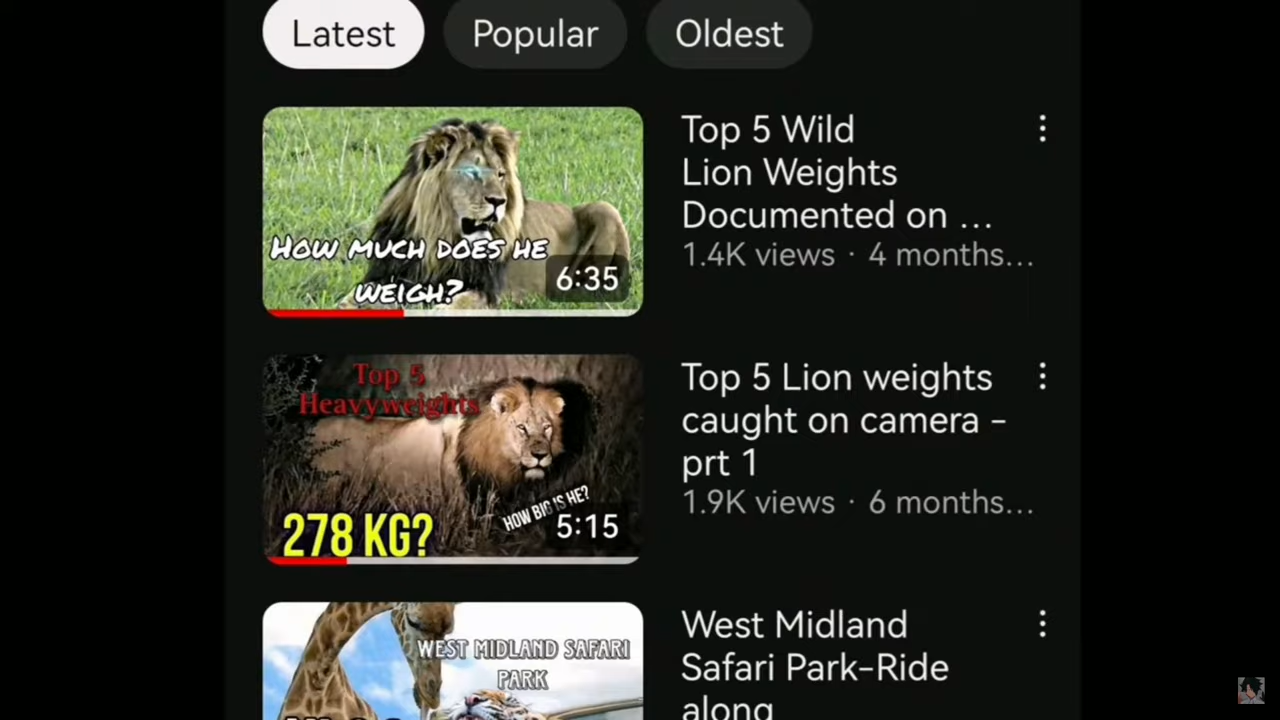 Latest
Popular
Oldest
HOW MUCH DOES HE
WEIGH?
6:35
Top 5 Wild
Lion Weights
Documented on ...
1.4K views · 4 months...
Top 5
Heavyweights
HOW BIG IS HE?
278 KG?
5:15
Top 5 Lion weights
caught on camera -
prt 1
1.9K views · 6 months...
WEST MIDLAND SAFARI
PARK
West Midland
Safari Park-Ride
along